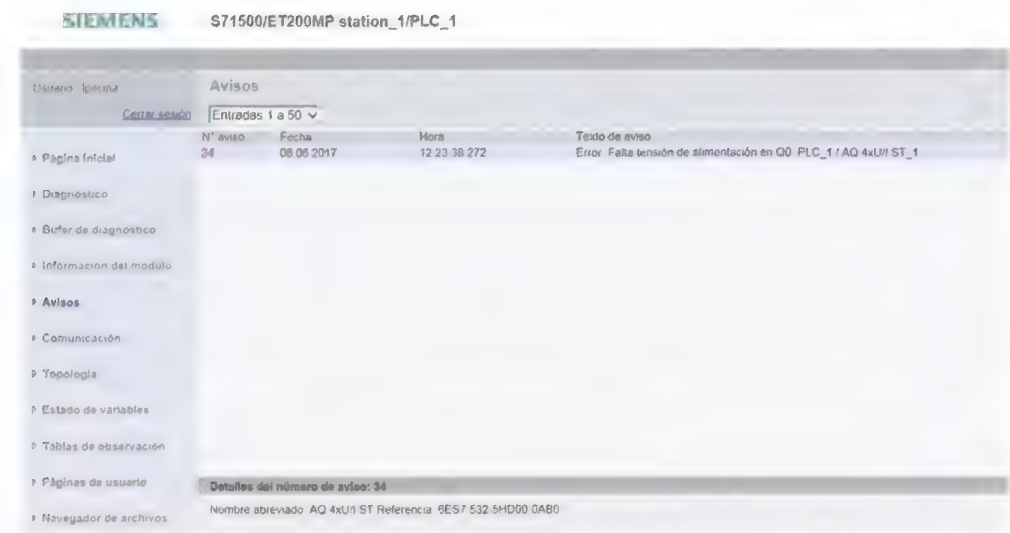 SIEMENS
S71500/ET200MP station_1/PLC_1
Usuario
Cerrar sesión
Avisos
Entradas 1 a 50
Nº aviso Fecha Hora Texto de aviso
34 06.06.2017 12:23:38.272 Error: Falta tensión de alimentación en Q0 PLC_1 / AQ 4xU/I ST_1
Página Inicial
Diagnóstico
Búfer de diagnóstico
Información del módulo
Avisos
Comunicación
Topología
Estado de variables
Tablas de observación
Páginas de usuario
Navegador de archivos
Detalles del número de aviso: 34
Nombre abreviado AQ 4xU/I ST Referencia 6ES7 532-5HD00-0AB0